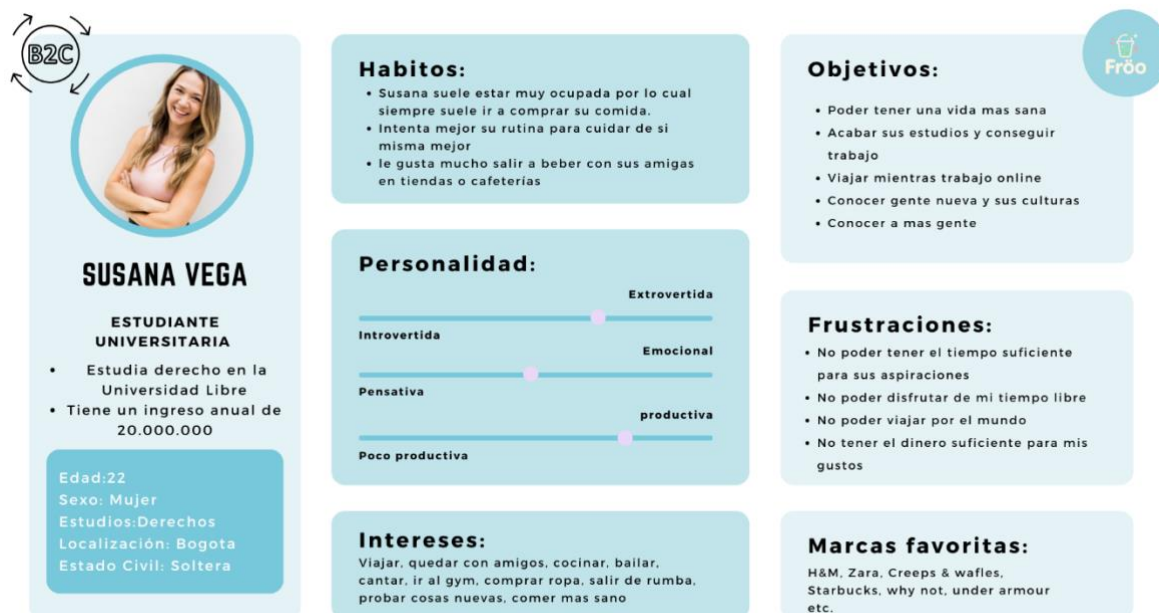 B2C
SUSANA VEGA
ESTUDIANTE
UNIVERSITARIA
• Estudia derecho en la
Universidad Libre
• Tiene un ingreso anual de
20.000.000
Edad:22
Sexo: Mujer
Estudios:Derechos
Localización: Bogota
Estado Civil: Soltera
Habitos:
• Susana suele estar muy ocupada por lo cual
siempre suele ir a comprar su comida.
• Intenta mejor su rutina para cuidar de si
misma mejor
• le gusta mucho salir a beber con sus amigas
en tiendas o cafeterías
Personalidad:
Extrovertida
Introvertida
Emocional
Pensativa
productiva
Poco productiva
Intereses:
Viajar, quedar con amigos, cocinar, bailar,
cantar, ir al gym, comprar ropa, salir de rumba,
probar cosas nuevas, comer mas sano
Objetivos:
• Poder tener una vida mas sana
• Acabar sus estudios y conseguir
trabajo
• Viajar mientras trabajo online
• Conocer gente nueva y sus culturas
• Conocer a mas gente
Fröo
Frustraciones:
• No poder tener el tiempo suficiente
para sus aspiraciones
• No poder disfrutar de mi tiempo libre
• No poder viajar por el mundo
• No tener el dinero suficiente para mis
gustos
Marcas favoritas:
H&M, Zara, Creeps & wafles,
Starbucks, why not, under armour
etc.